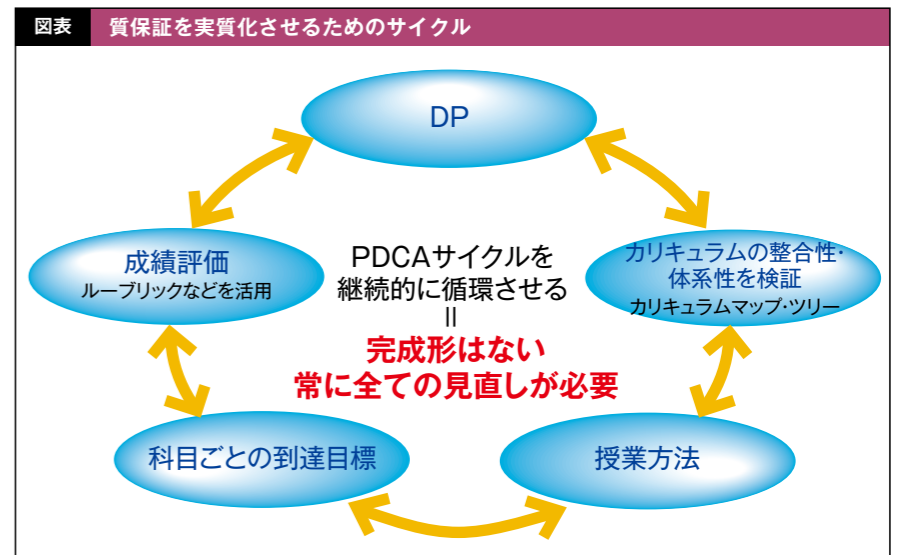 図表 質保証を実質化させるためのサイクル
DP
成績評価
ルーブリックなどを活用
PDCAサイクルを
継続的に循環させる
＝
完成形はない
常に全ての見直しが必要
カリキュラムの整合性・
体系性を検証
カリキュラムマップ・ツリー
科目ごとの到達目標
授業方法